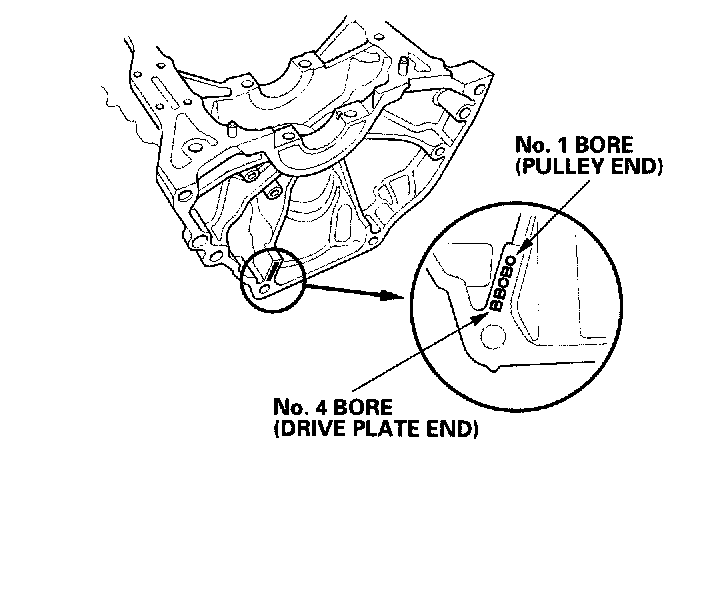 No. 1 BORE
(PULLEY END)
BBOBO
No. 4 BORE
(DRIVE PLATE END)